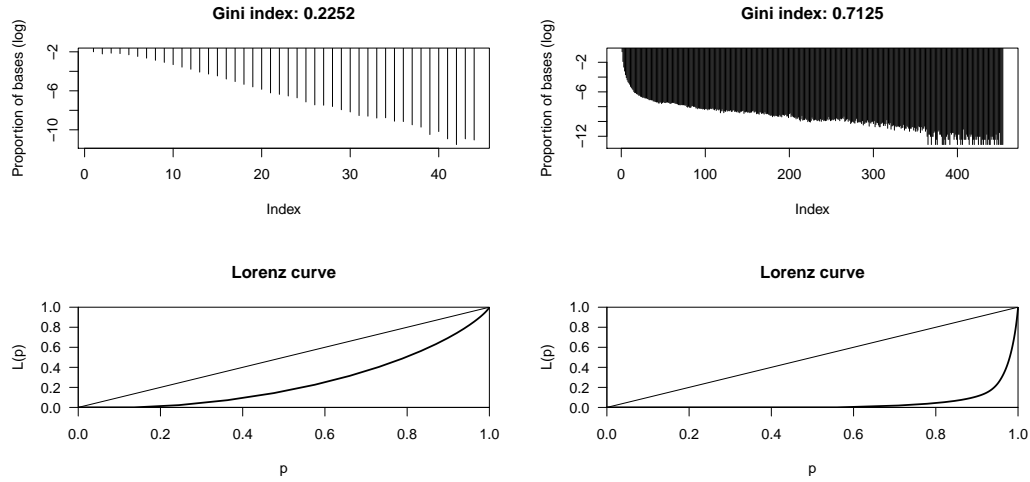 Gini index: 0.2252
Proportion of bases (log)
-2
-6
-10
0 10 20 30 40
Index
Gini index: 0.7125
Proportion of bases (log)
-2
-6
-12
0 100 200 300 400
Index
Lorenz curve
L(p)
1.0
0.8
0.6
0.4
0.2
0.0
0.0 0.2 0.4 0.6 0.8 1.0
p
Lorenz curve
L(p)
1.0
0.8
0.6
0.4
0.2
0.0
0.0 0.2 0.4 0.6 0.8 1.0
p